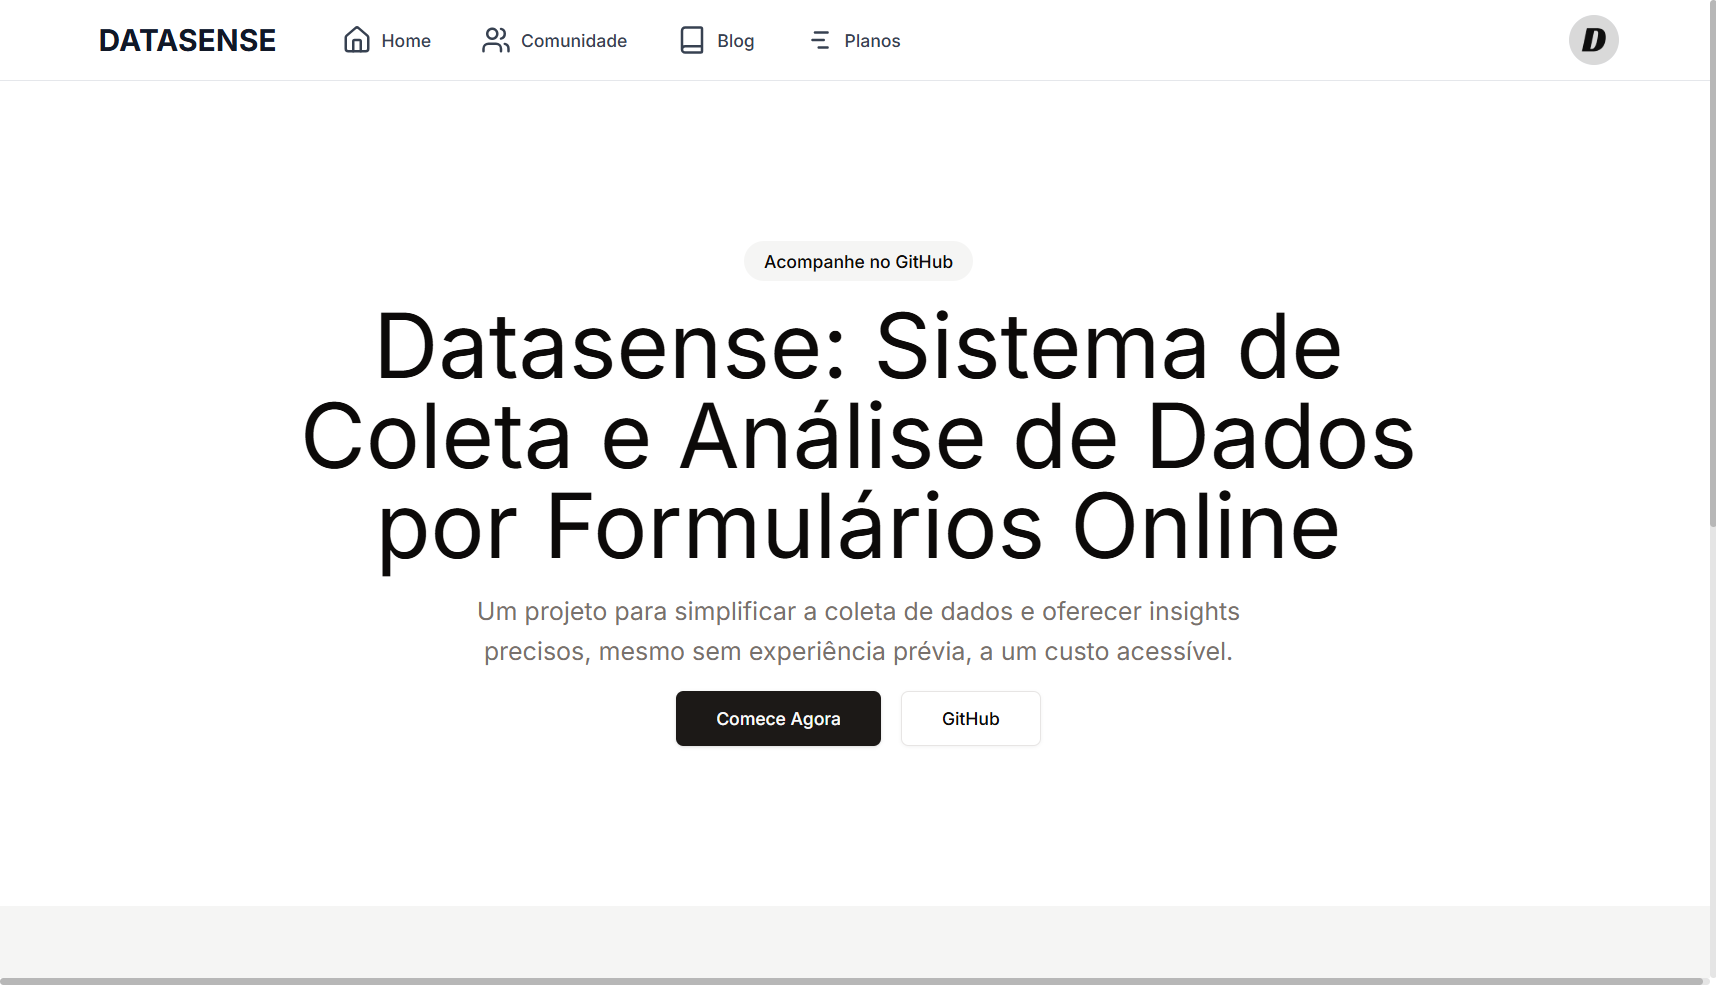 DATASENSE
Home
Comunidade
Blog
Planos
D
Acompanhe no GitHub
Datasense: Sistema de
Coleta e Análise de Dados
por Formulários Online
Um projeto para simplificar a coleta de dados e oferecer insights
precisos, mesmo sem experiência prévia, a um custo acessível.
Comece Agora
GitHub